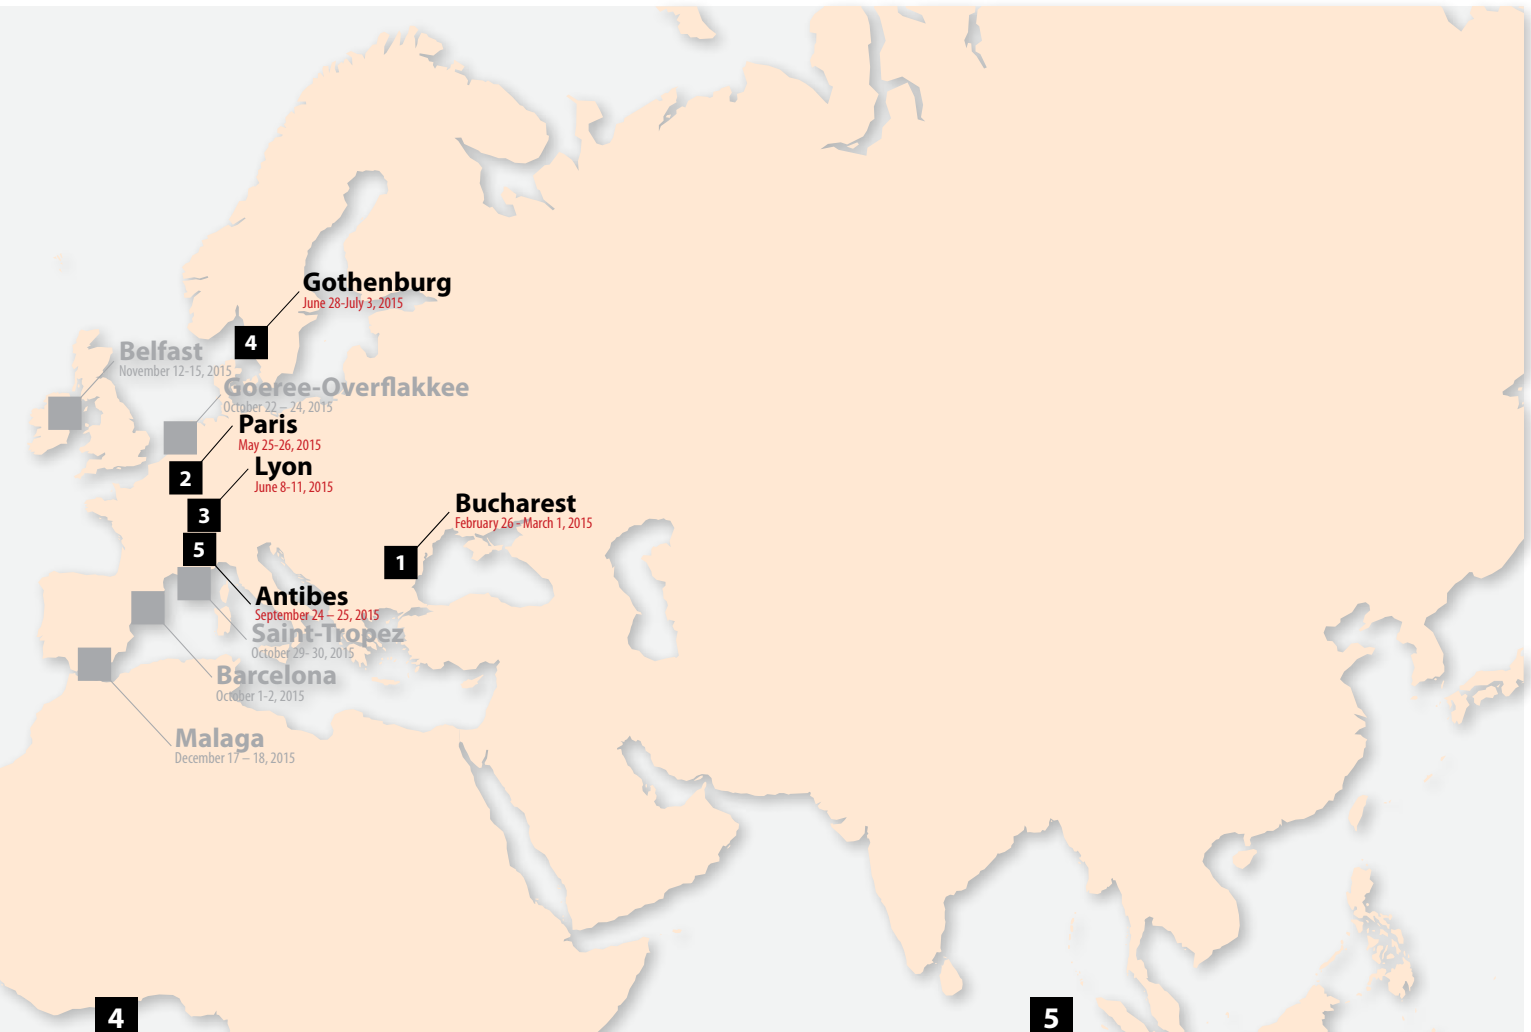 Gothenburg
June 28-July 3, 2015
4
Belfast
November 12-15, 2015
Goeree-Overflakkee
October 22 – 24, 2015
Paris
May 25-26, 2015
2
Lyon
June 8-11, 2015
3
Bucharest
February 26 - March 1, 2015
1
5
Antibes
September 24 – 25, 2015
Saint-Tropez
October 29- 30, 2015
Barcelona
October 1-2, 2015
Malaga
December 17 – 18, 2015
4
5